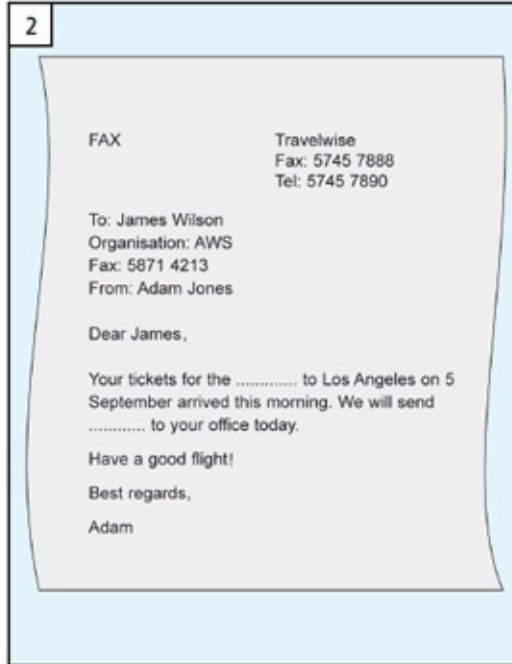 2
FAX
Travelwise
Fax: 5745 7888
Tel: 5745 7890
To: James Wilson
Organisation: AWS
Fax: 5871 4213
From: Adam Jones
Dear James,
Your tickets for the ............. to Los Angeles on 5
September arrived this morning. We will send
............ to your office today.
Have a good flight!
Best regards,
Adam